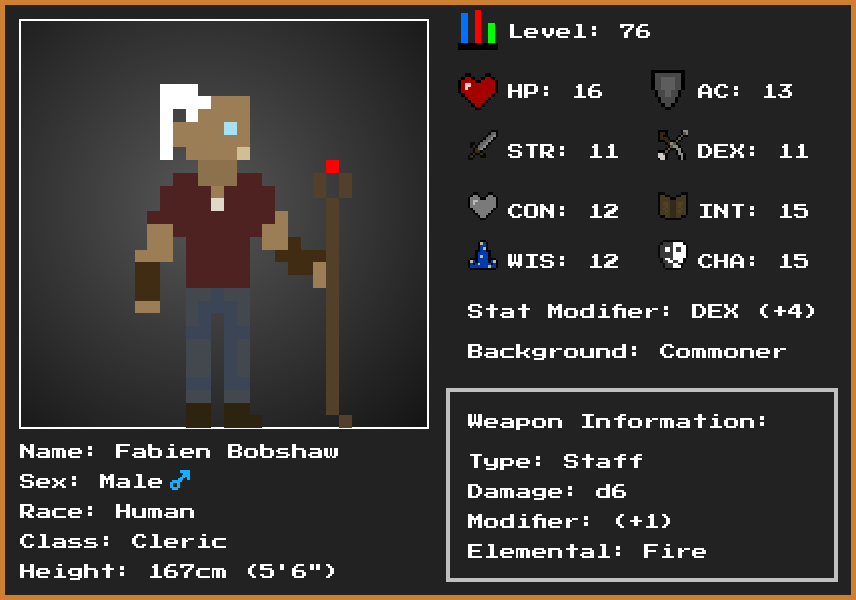 Level: 76
HP: 16 AC: 13
STR: 11 DEX: 11
CON: 12 INT: 15
WIS: 12 CHA: 15
Stat Modifier: DEX (+4)
Background: Commoner
Weapon Information:
Type: Staff
Damage: d6
Modifier: (+1)
Elemental: Fire
Name: Fabien Bobshaw
Sex: Male♂
Race: Human
Class: Cleric
Height: 167cm (5'6")